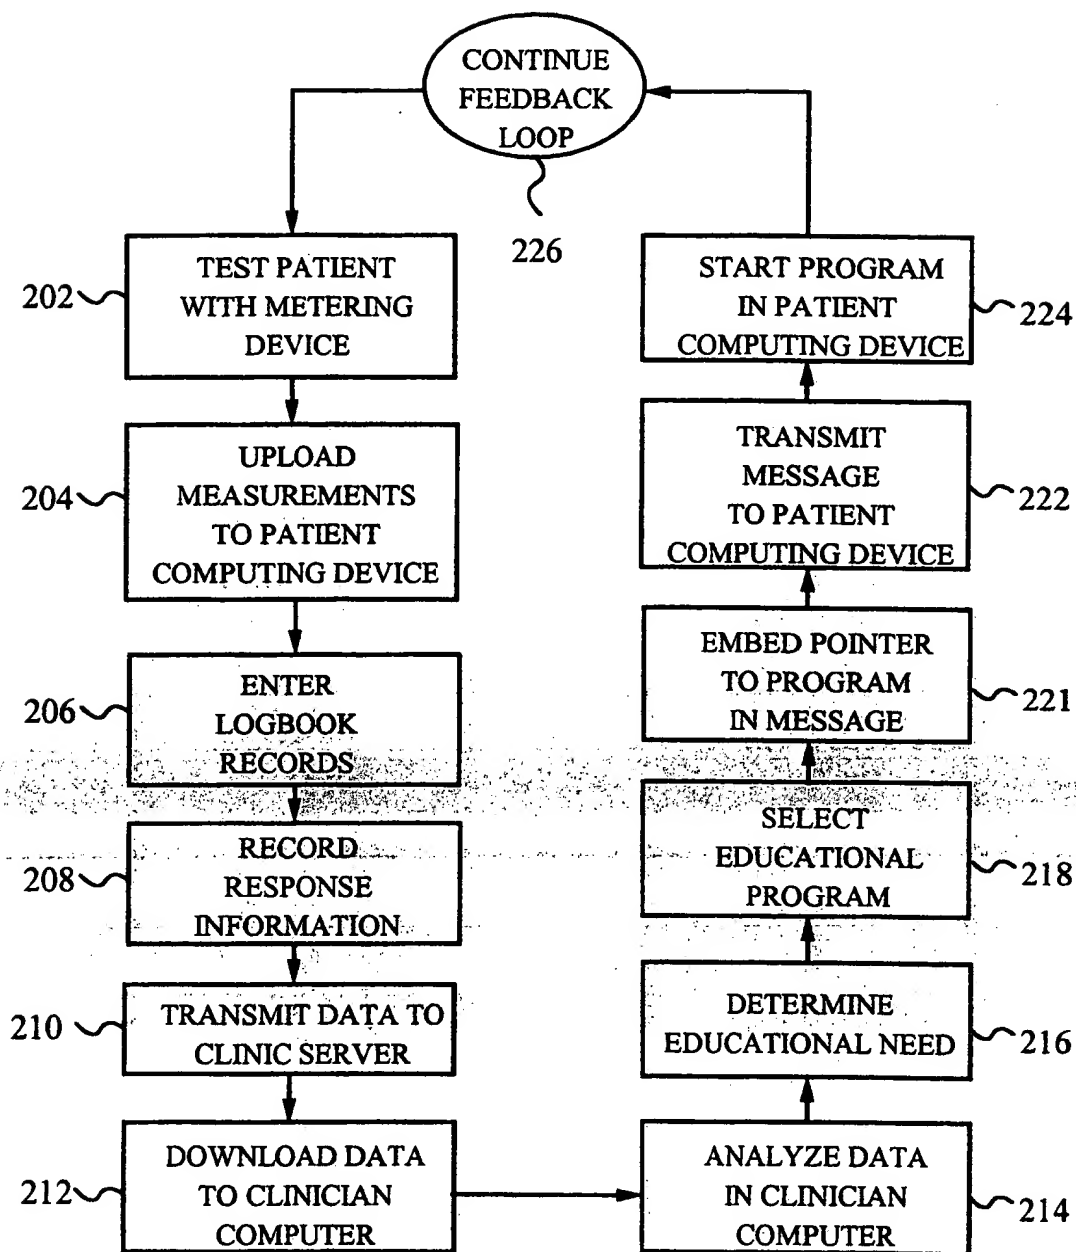 CONTINUE
FEEDBACK
LOOP
226
202
TEST PATIENT
WITH METERING
DEVICE
204
UPLOAD
MEASUREMENTS
TO PATIENT
COMPUTING DEVICE
206
ENTER
LOGBOOK
RECORDS
208
RECORD
RESPONSE
INFORMATION
210
TRANSMIT DATA TO
CLINIC SERVER
212
DOWNLOAD DATA
TO CLINICIAN
COMPUTER
ANALYZE DATA
IN CLINICIAN
COMPUTER
214
DETERMINE
EDUCATIONAL NEED
216
SELECT
EDUCATIONAL
PROGRAM
218
EMBED POINTER
TO PROGRAM
IN MESSAGE
221
TRANSMIT
MESSAGE
TO PATIENT
COMPUTING DEVICE
222
START PROGRAM
IN PATIENT
COMPUTING DEVICE
224